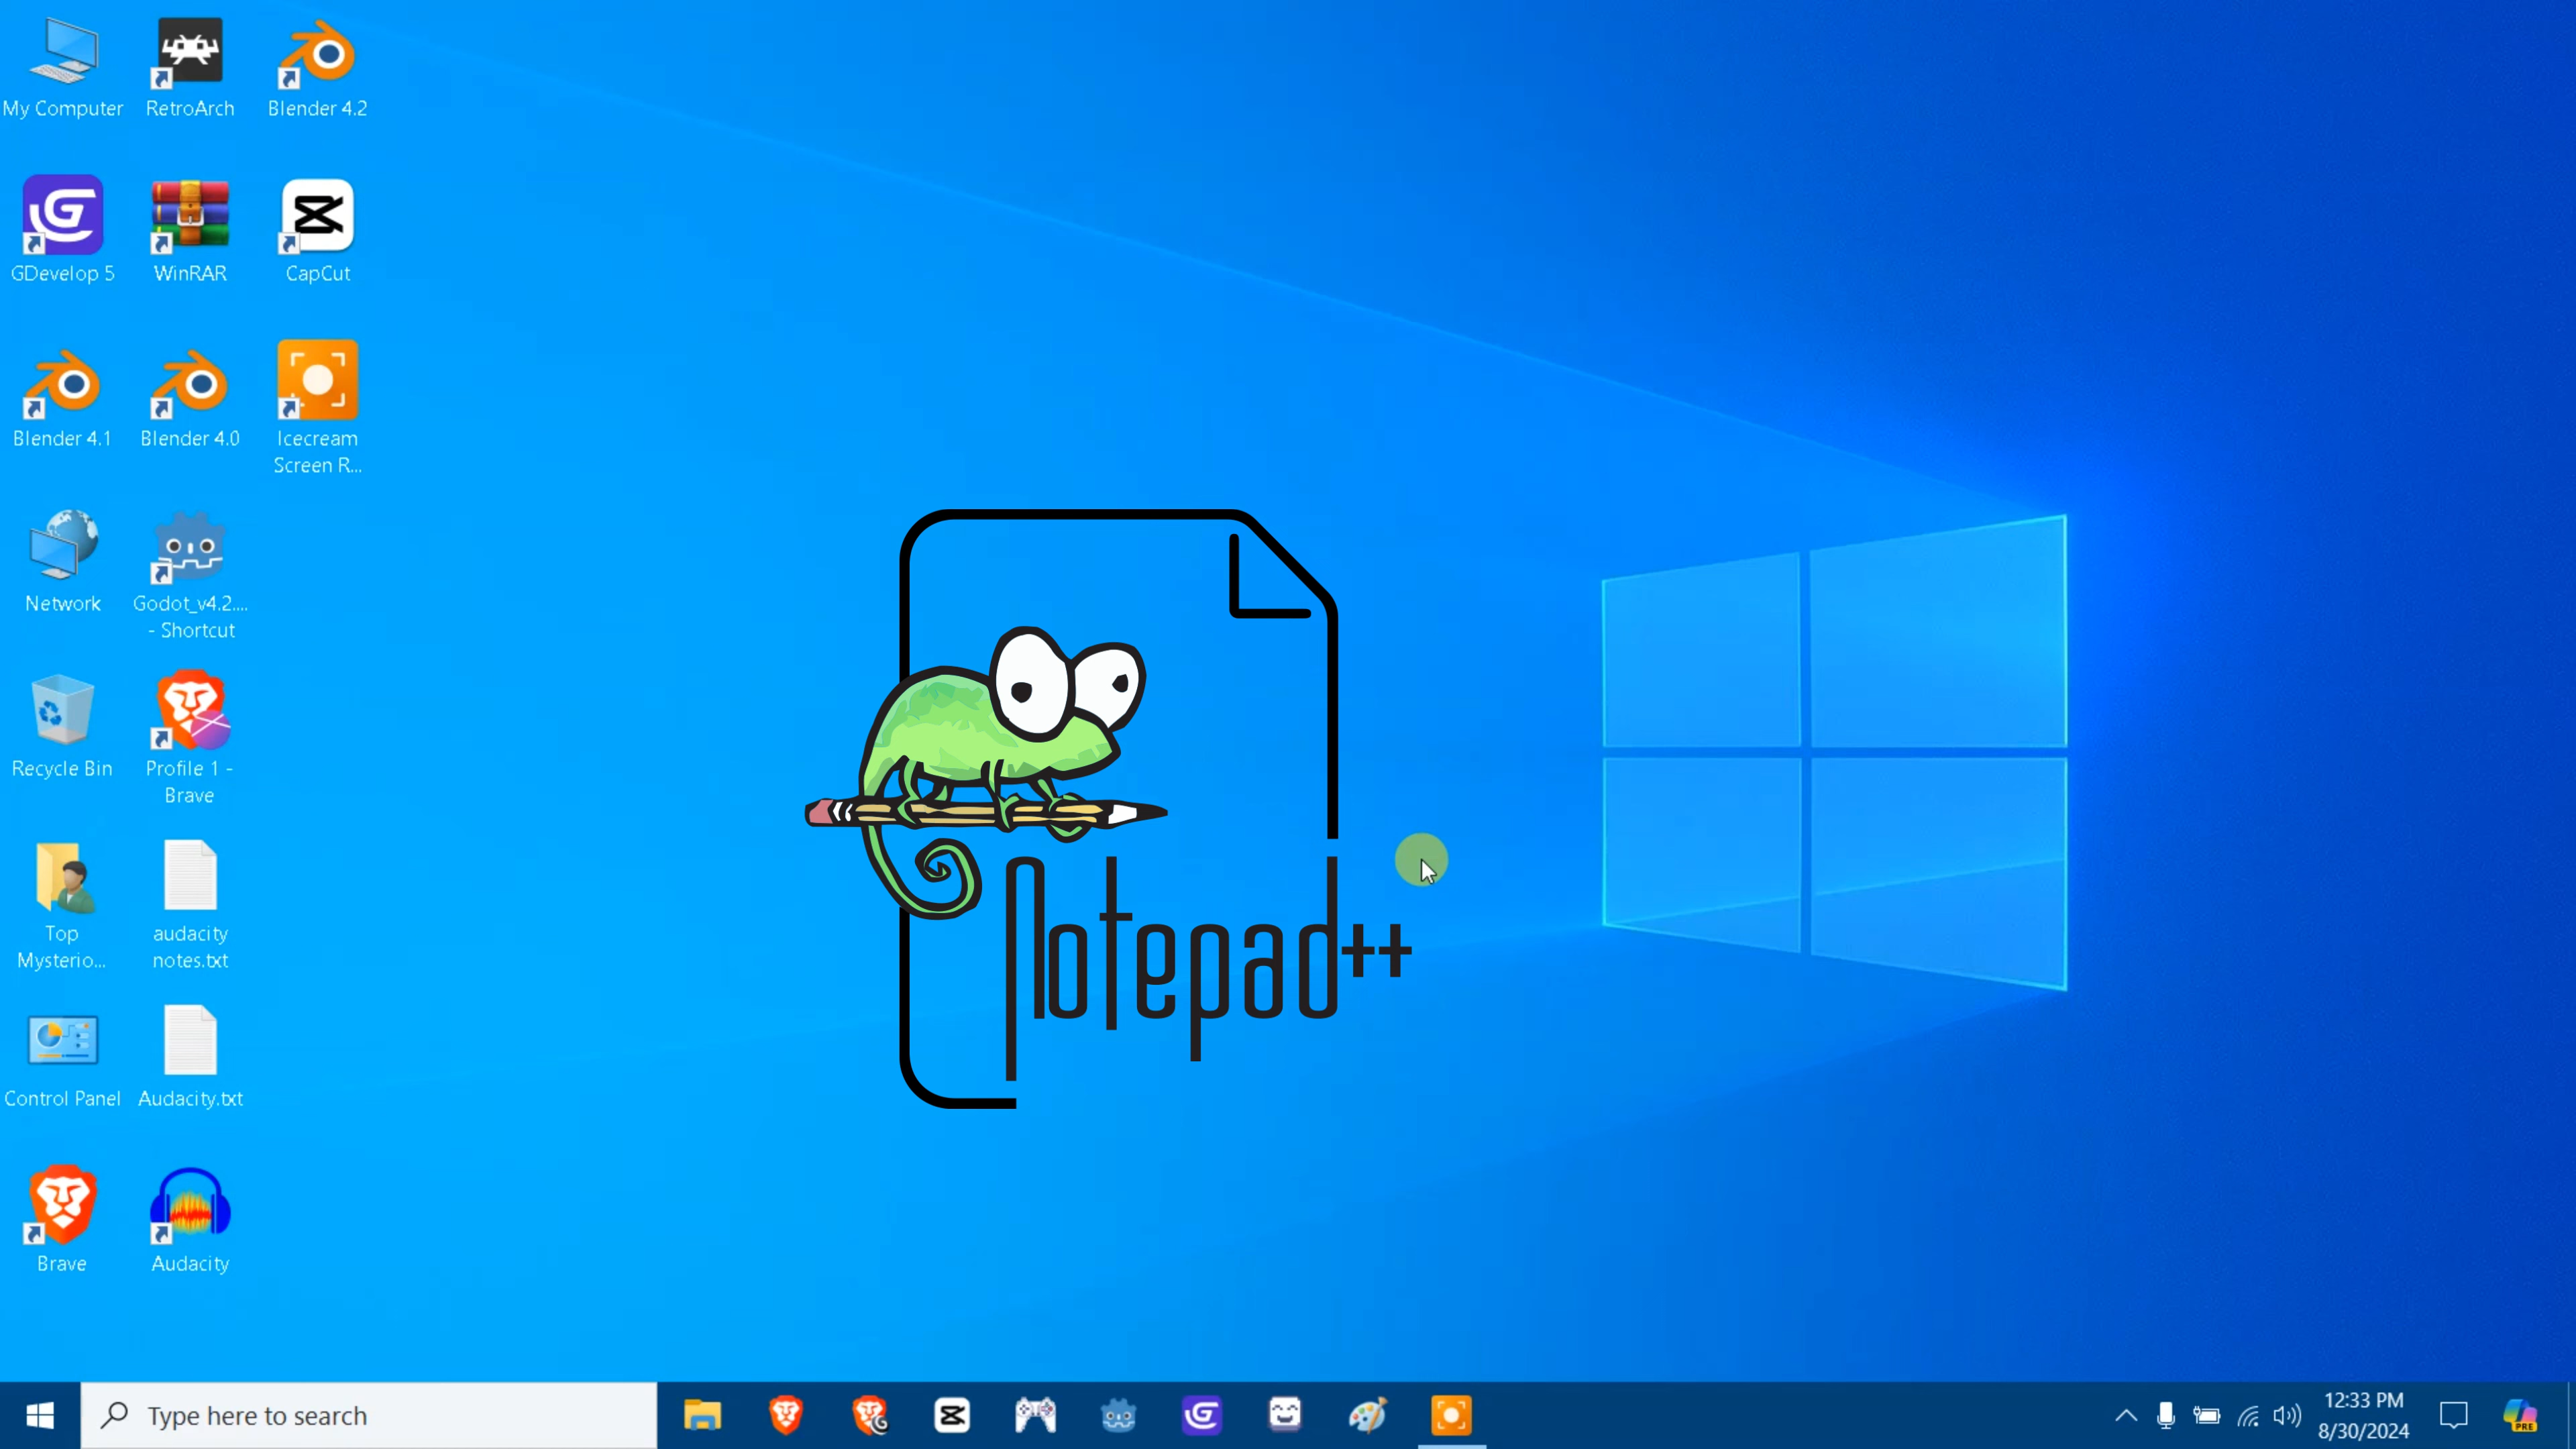 My Computer
RetroArch
Blender 4.2
GDevelop 5
WinRAR
CapCut
Blender 4.1
Blender 4.0
Icecream
Screen R...
Network
Godot_v4.2....
- Shortcut
Recycle Bin
Profile 1 -
Brave
Top
Mysterio...
audacity
notes.txt
Control Panel
Audacity.txt
Brave
Audacity
Notepad++
Type here to search
12:33 PM
8/30/2024
PRE